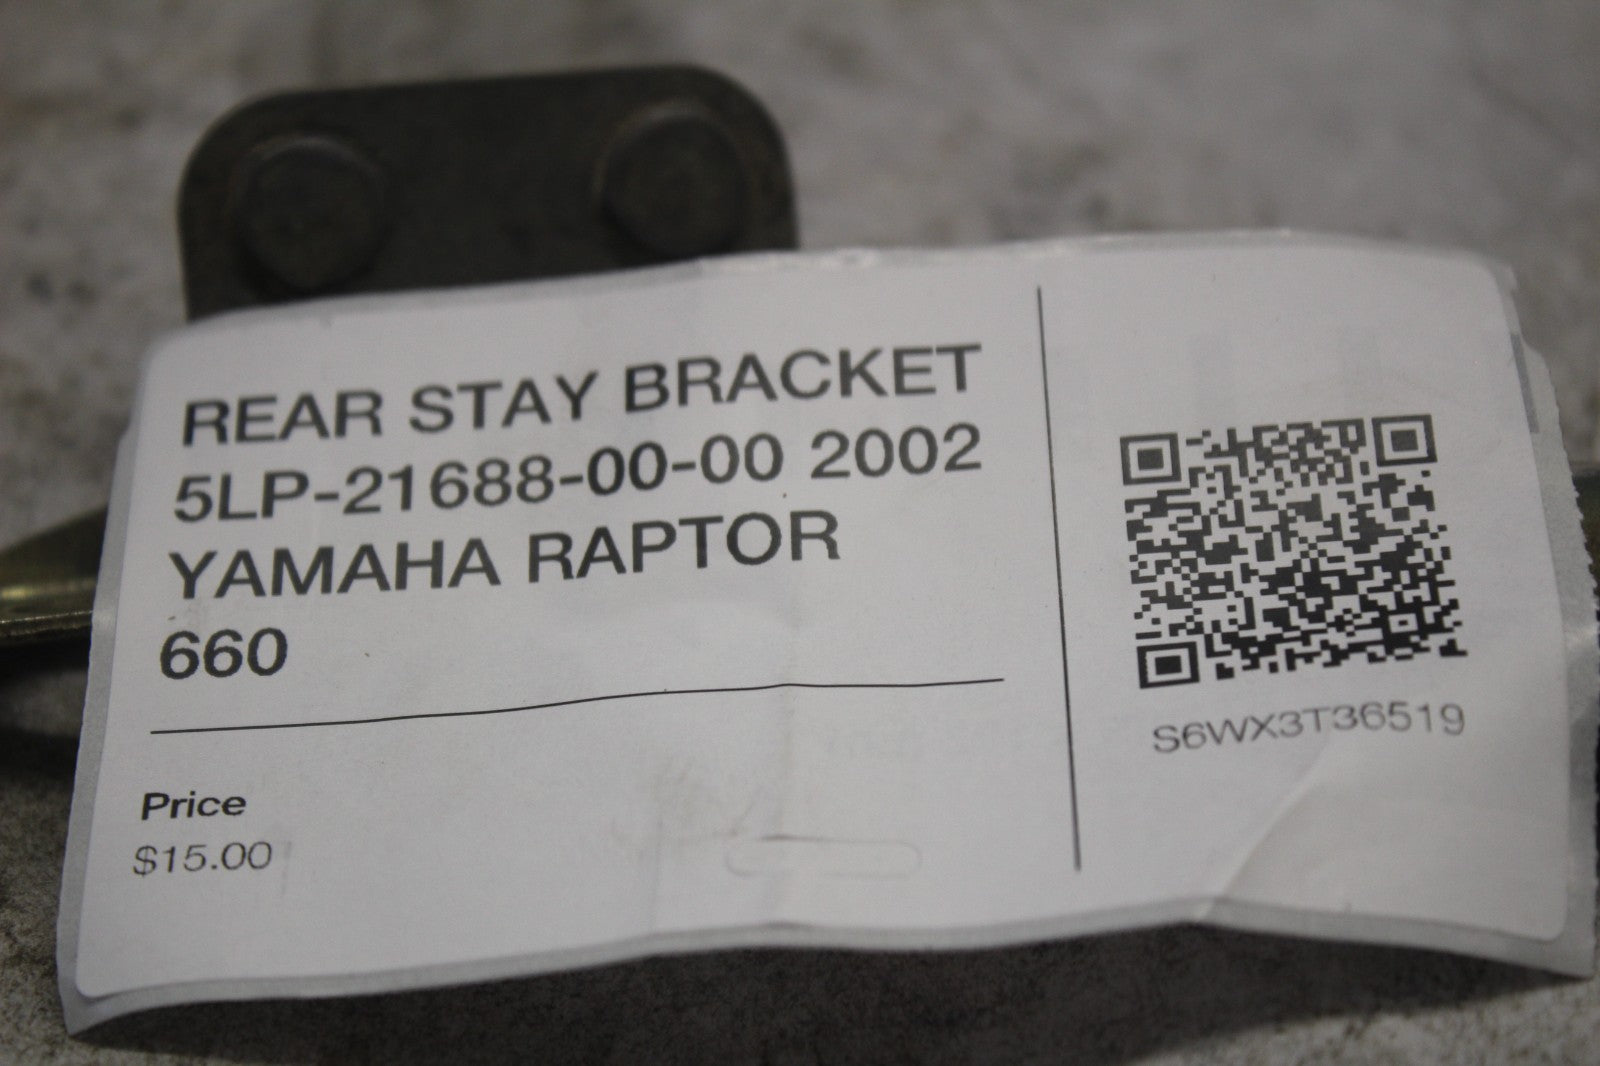 REAR STAY BRACKET
5LP-21688-00-00 2002
YAMAHA RAPTOR
660
Price
$15.00
S6WX3T36519